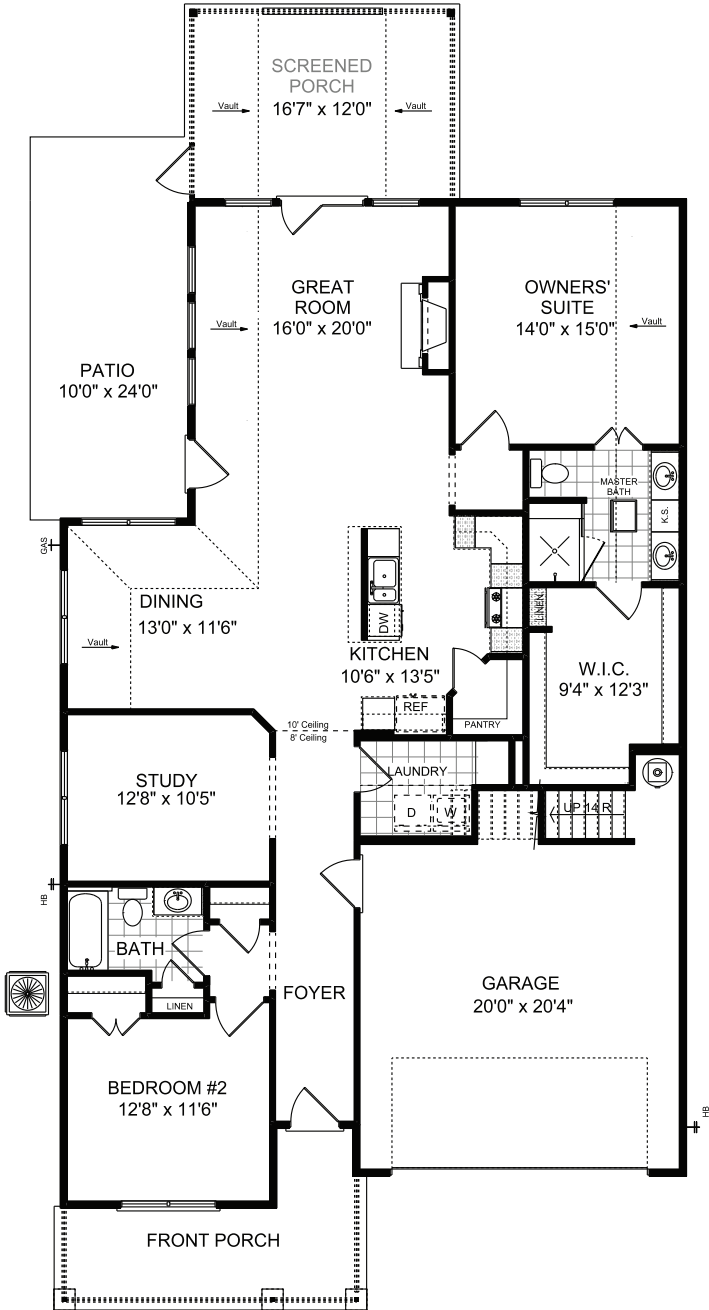 SCREENED
PORCH
16'7" x 12'0"
Vault
Vault
GREAT
ROOM
16'0" x 20'0"
Vault
OWNERS'
SUITE
14'0" x 15'0"
Vault
PATIO
10'0" x 24'0"
MASTER
BATH
K.S.
GAS
DINING
13'0" x 11'6"
Vault
DW
LINEN
KITCHEN
10'6" x 13'5"
W.I.C.
9'4" x 12'3"
REF
PANTRY
10' Ceiling
8' Ceiling
STUDY
12'8" x 10'5"
LAUNDRY
D
W
UP 14 R
HB
BATH
LINEN
FOYER
GARAGE
20'0" x 20'4"
BEDROOM #2
12'8" x 11'6"
HB
FRONT PORCH